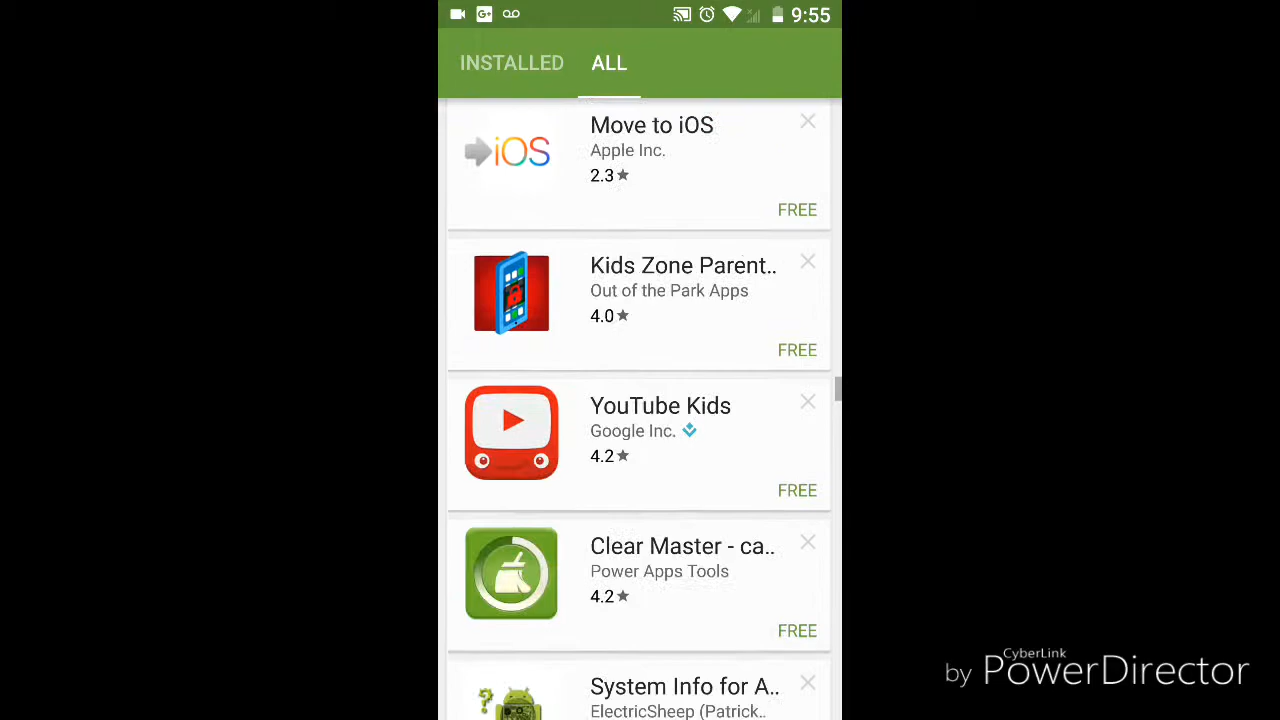 9:55
INSTALLED ALL
iOS
Move to iOS
Apple Inc.
2.3★
FREE
Kids Zone Parent..
Out of the Park Apps
4.0★
FREE
YouTube Kids
Google Inc.
4.2★
FREE
Clear Master - ca..
Power Apps Tools
4.2★
FREE
System Info for A..
ElectricSheep (Patrick..
by CyberLink
PowerDirector